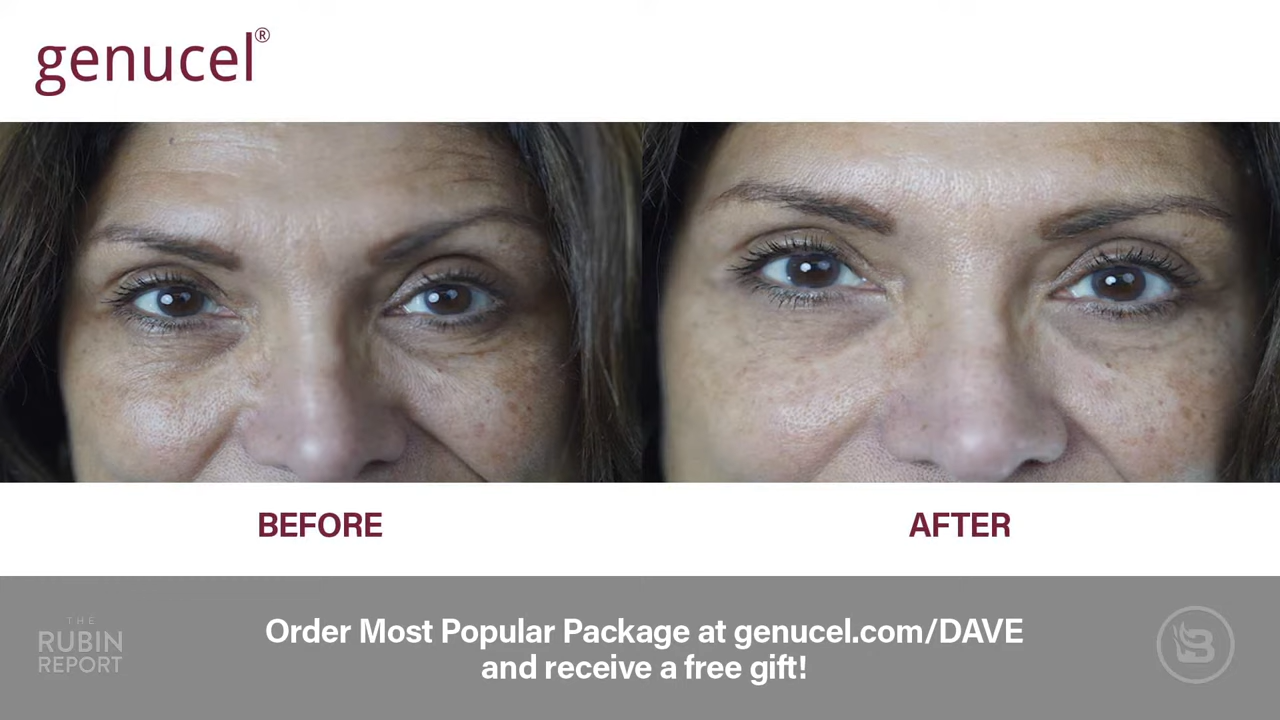 genucel®
BEFORE
AFTER
Order Most Popular Package at genucel.com/DAVE
and receive a free gift!
THE
RUBIN
REPORT
B